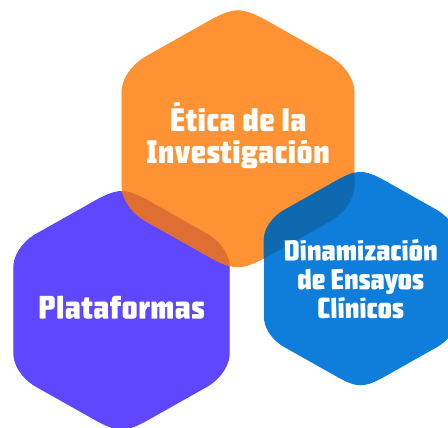 Ética de la
Investigación
Dinamización
de Ensayos
Clínicos
Plataformas